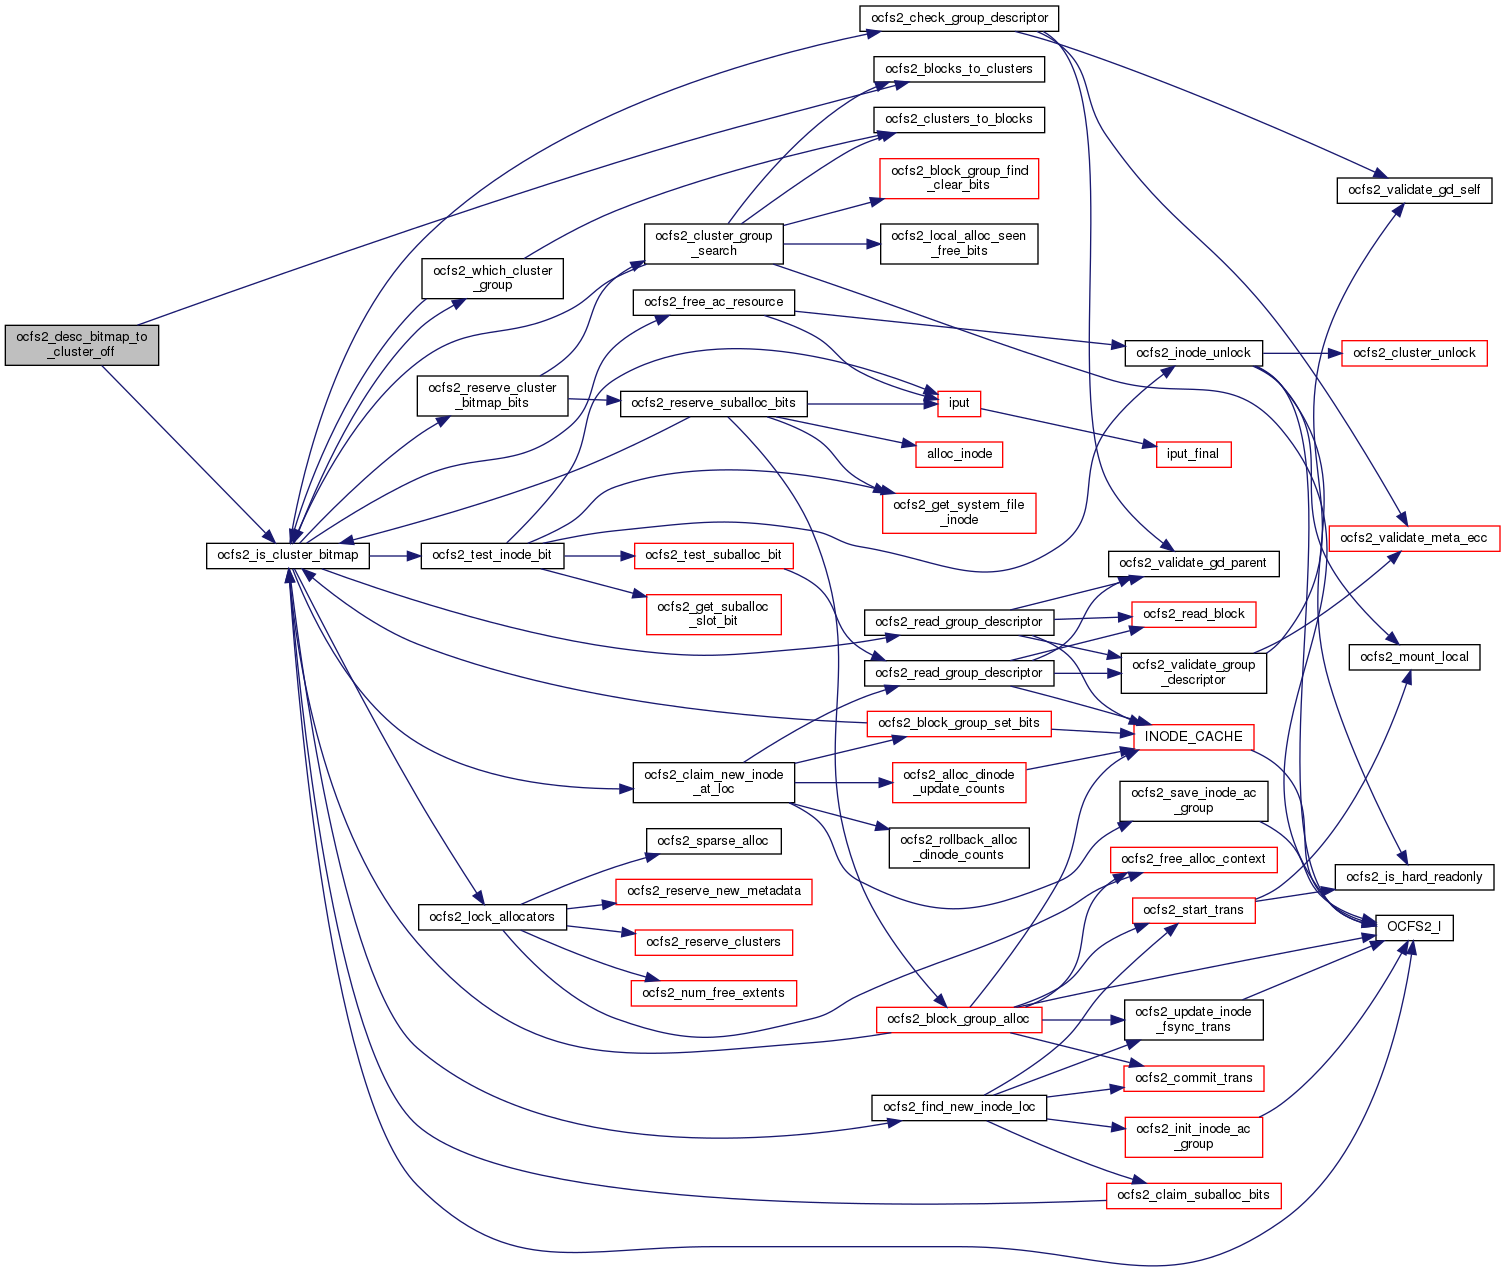 ocfs2_check_group_descriptor
ocfs2_blocks_to_clusters
ocfs2_clusters_to_blocks
ocfs2_block_group_find
_clear_bits
ocfs2_validate_gd_self
ocfs2_cluster_group
_search
ocfs2_local_alloc_seen
_free_bits
ocfs2_which_cluster
_group
ocfs2_free_ac_resource
ocfs2_desc_bitmap_to
_cluster_off
ocfs2_inode_unlock
ocfs2_cluster_unlock
ocfs2_reserve_cluster
_bitmap_bits
ocfs2_reserve_suballoc_bits
iput
alloc_inode
iput_final
ocfs2_get_system_file
_inode
ocfs2_validate_meta_ecc
ocfs2_is_cluster_bitmap
ocfs2_test_inode_bit
ocfs2_test_suballoc_bit
ocfs2_validate_gd_parent
ocfs2_get_suballoc
_slot_bit
ocfs2_read_group_descriptor
ocfs2_read_block
ocfs2_read_group_descriptor
ocfs2_validate_group
_descriptor
ocfs2_mount_local
ocfs2_block_group_set_bits
INODE_CACHE
ocfs2_claim_new_inode
_at_loc
ocfs2_alloc_dinode
_update_counts
ocfs2_save_inode_ac
_group
ocfs2_sparse_alloc
ocfs2_rollback_alloc
_dinode_counts
ocfs2_free_alloc_context
ocfs2_is_hard_readonly
ocfs2_reserve_new_metadata
ocfs2_lock_allocators
ocfs2_start_trans
OCFS2_I
ocfs2_reserve_clusters
ocfs2_num_free_extents
ocfs2_block_group_alloc
ocfs2_update_inode
_fsync_trans
ocfs2_commit_trans
ocfs2_find_new_inode_loc
ocfs2_init_inode_ac
_group
ocfs2_claim_suballoc_bits